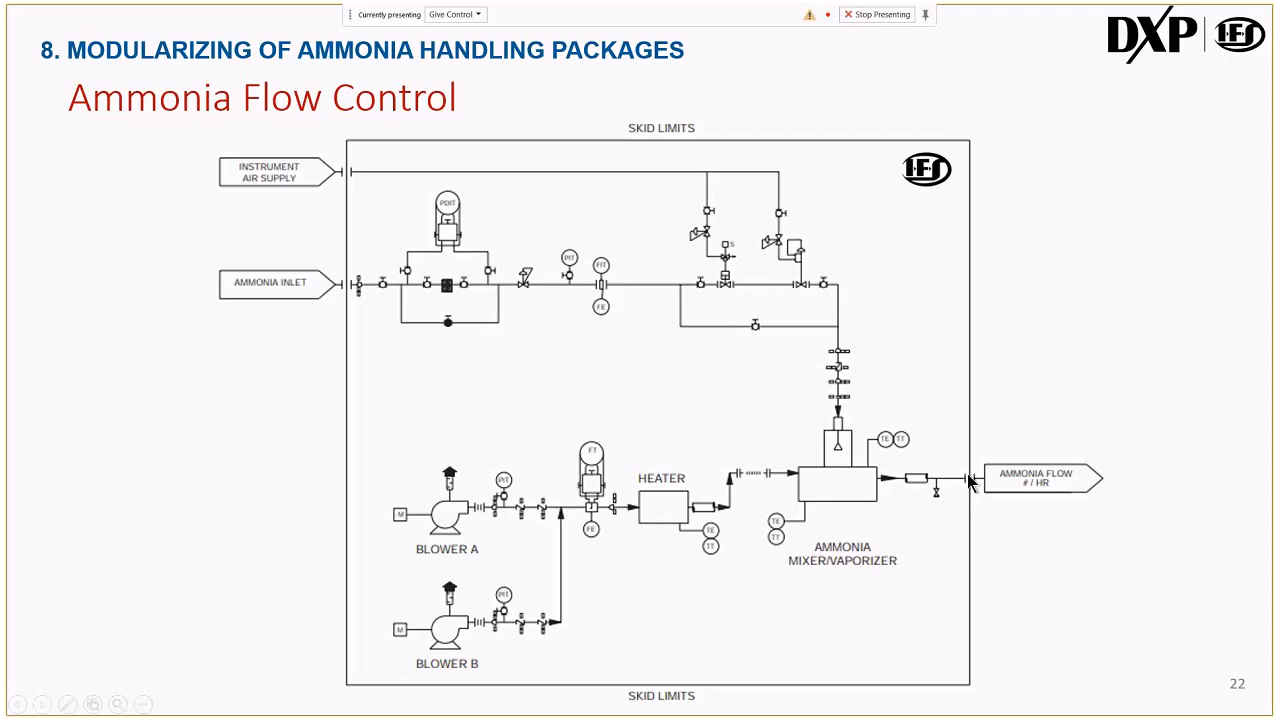 Currently presenting
Give Control
Stop Presenting
8. MODULARIZING OF AMMONIA HANDLING PACKAGES
DXP
IFS
Ammonia Flow Control
SKID LIMITS
INSTRUMENT
AIR SUPPLY
IFS
PDIT
S
PIT
FIT
AMMONIA INLET
FE
TE TT
FT
HEATER
PIT
AMMONIA FLOW
# / HR
M
FE
TE
TE
TT
TT
BLOWER A
AMMONIA
MIXER/VAPORIZER
PIT
M
BLOWER B
22
SKID LIMITS